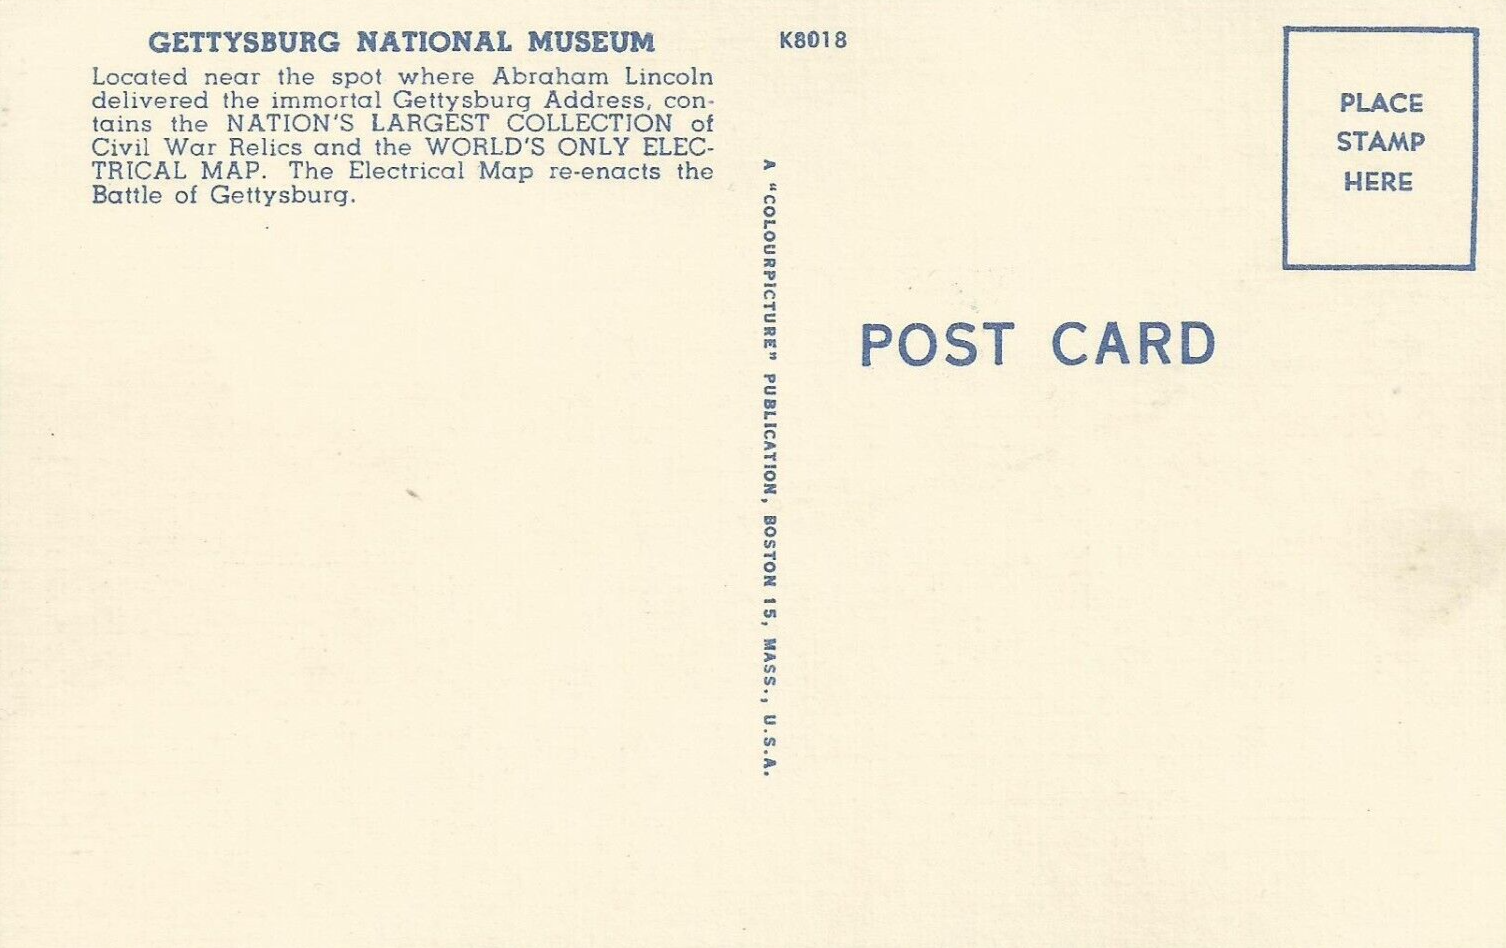 GETTYSBURG NATIONAL MUSEUM
Located near the spot where Abraham Lincoln
delivered the immortal Gettysburg Address, con-
tains the NATION'S LARGEST COLLECTION of
Civil War Relics and the WORLD'S ONLY ELEC-
TRICAL MAP. The Electrical Map re-enacts the
Battle of Gettysburg.
A "COLOURPICTURE" PUBLICATION, BOSTON 15, MASS., U.S.A.
K8018
PLACE
STAMP
HERE
POST CARD